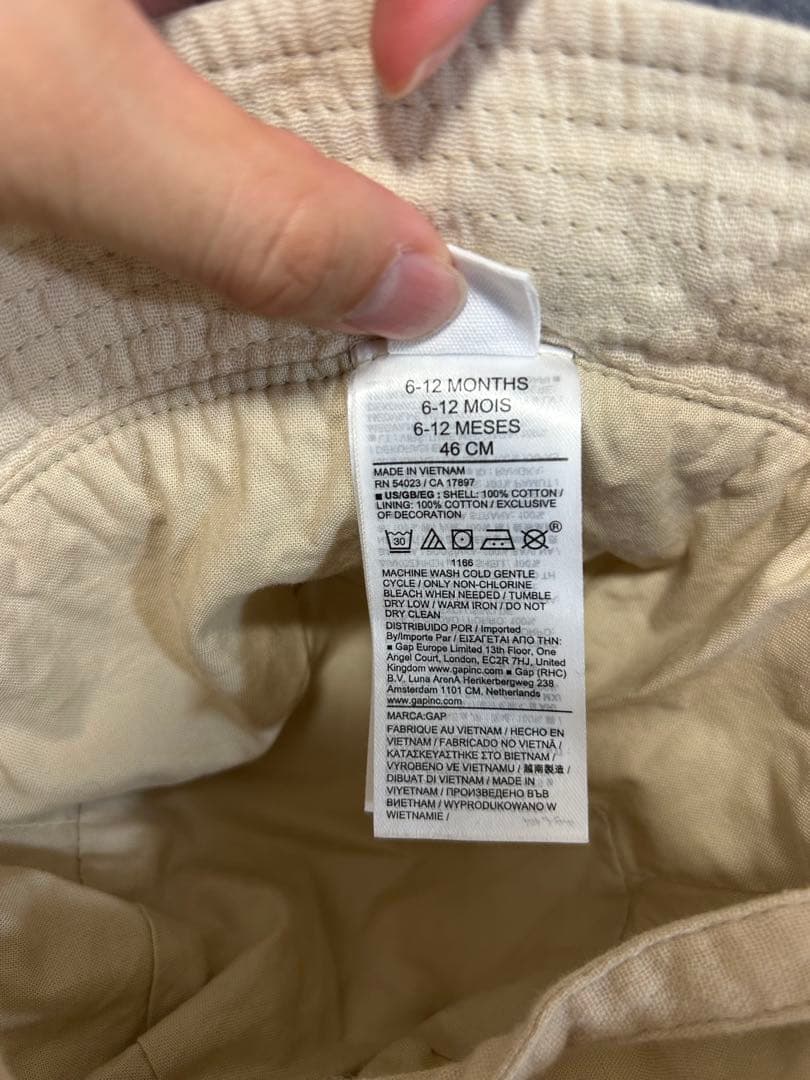 6-12 MONTHS
6-12 MOIS
6-12 MESES
46 CM
MADE IN VIETNAM
RN 54023 / CA 17897
■ US/GB/EG : SHELL: 100% COTTON /
LINING: 100% COTTON / EXCLUSIVE
OF DECORATION
30
®
1166
MACHINE WASH COLD GENTLE
CYCLE / ONLY NON-CHLORINE
BLEACH WHEN NEEDED / TUMBLE
DRY LOW / WARM IRON / DO NOT
DRY CLEAN
DISTRIBUIDO POR / Imported
By/Importe Par / ΕΙΣΑΓΕΤΑΙ ΑΠΟ ΤΗΝ:
■ Gap Europe Limited 13th Floor, One
Angel Court, London, EC2R 7HJ, United
Kingdom www.gapinc.com ■ Gap (RHC)
B.V. Luna ArenA Herikerbergweg 238
Amsterdam 1101 CM, Netherlands
www.gapinc.com
MARCA:GAP
FABRIQUE AU VIETNAM / HECHO EN
VIETNAM / FABRICADO NO VIETNÃ /
ΚΑΤΑΣΚΕΥΑΣΤΗΚΕ ΣΤΟ ΒΙΕΤΝΑΜ /
VYROBENO VE VIETNAMU / 越南製造 /
DIBUAT DI VIETNAM / MADE IN
VIYETNAM / ПРОИЗВЕДЕНО ВЪВ
ВИЕТНАМ / WYPRODUKOWANO W
WIETNAMIE /